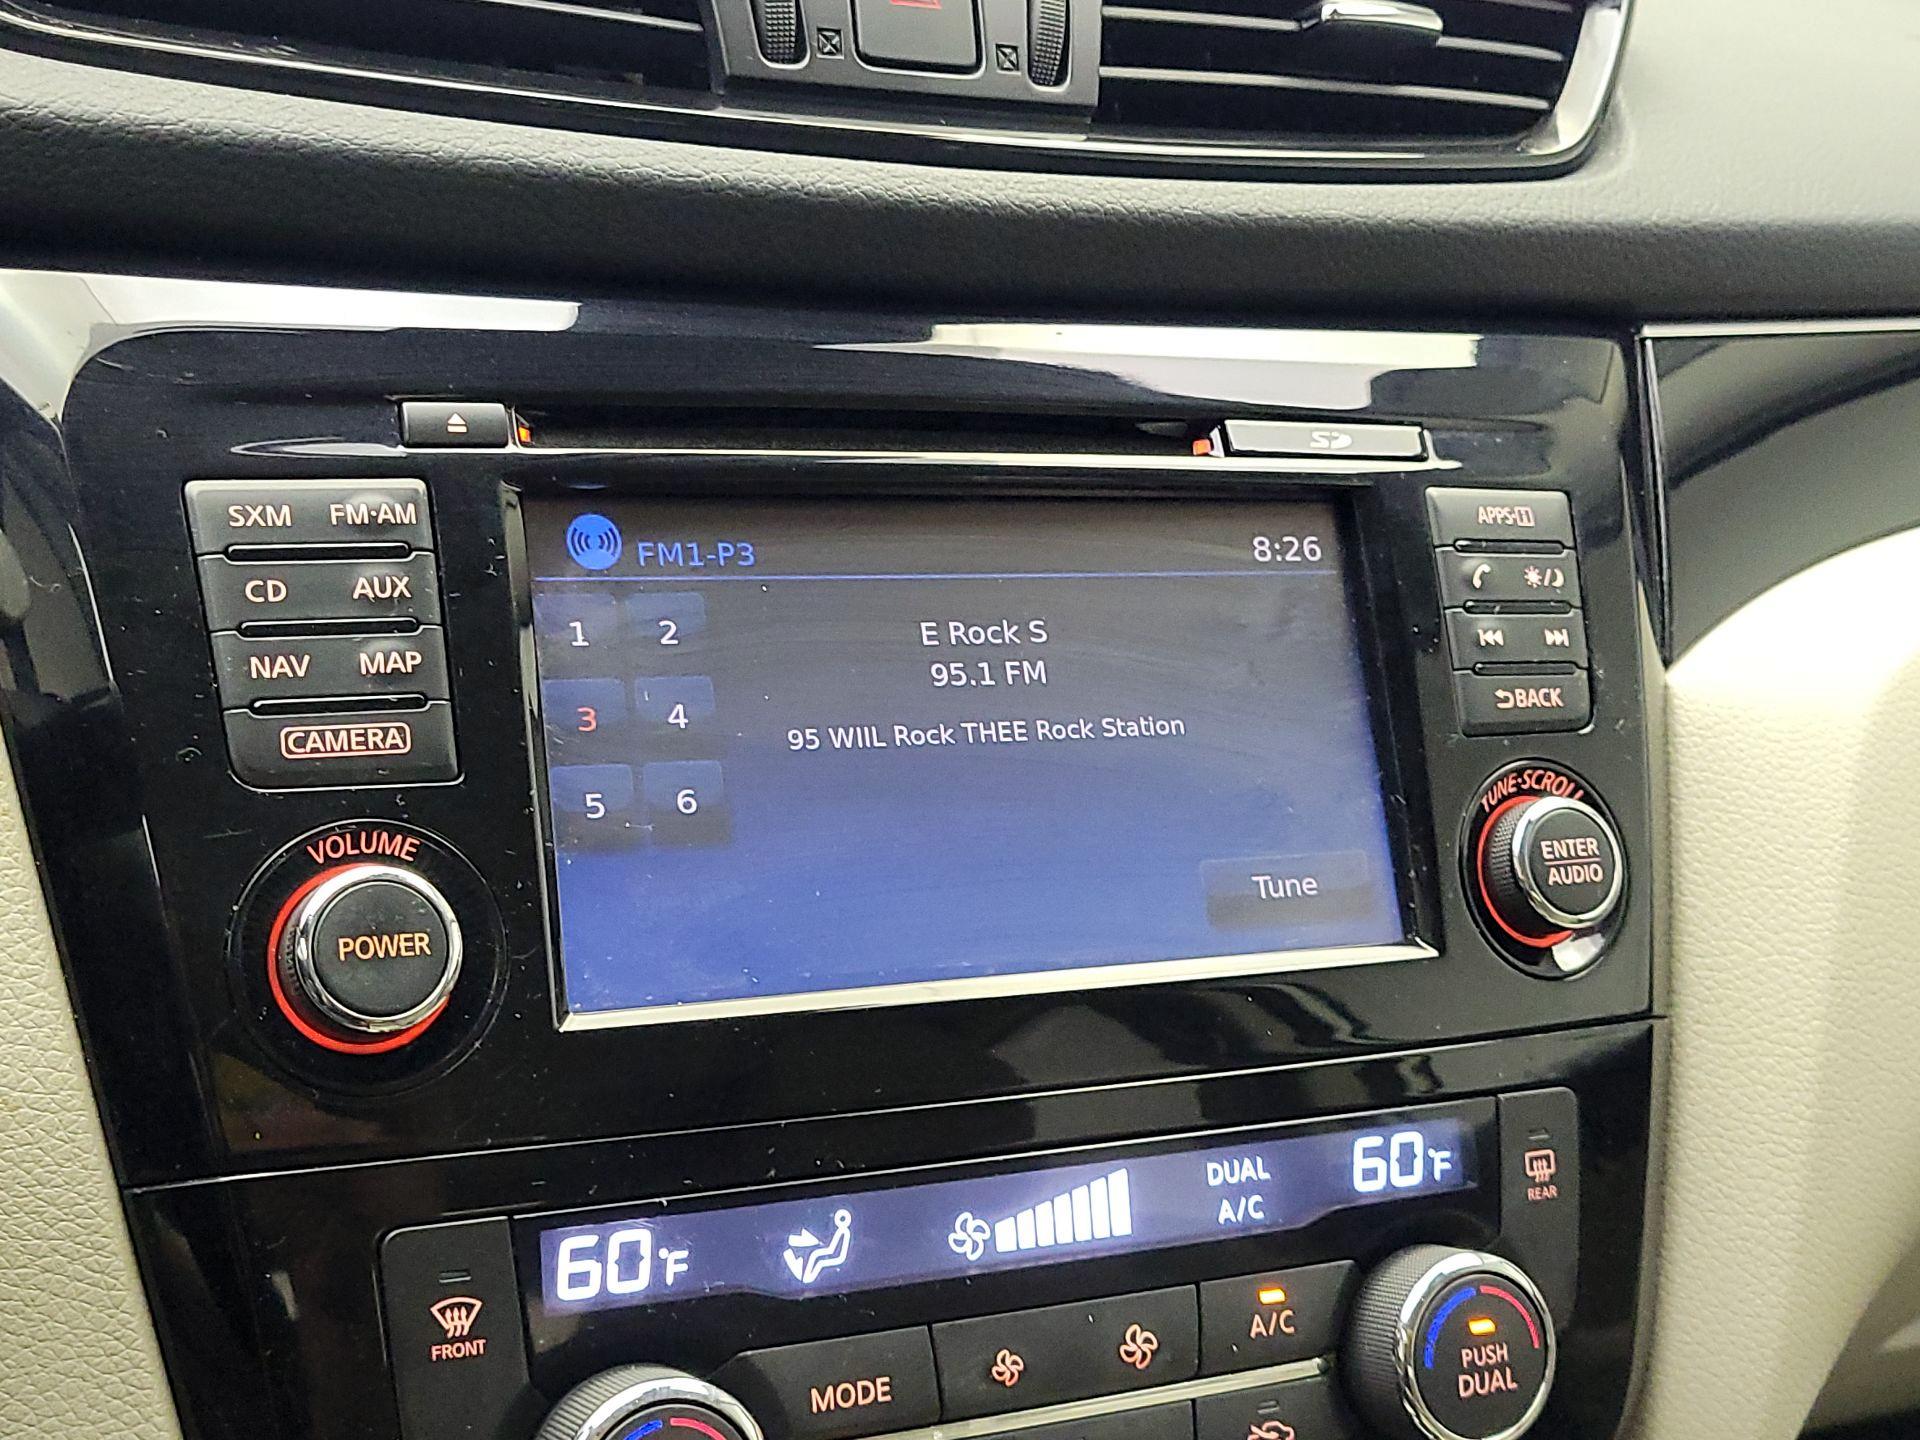 SD
SXM FM·AM
CD AUX
NAV MAP
CAMERA
VOLUME
POWER
FM1-P3 8:26
1 2
3 4
5 6
E Rock S
95.1 FM
95 WIIL Rock THEE Rock Station
Tune
APPS·i
BACK
TUNE·SCROLL
ENTER
AUDIO
60°F
DUAL
A/C
60°F
REAR
FRONT
MODE
A/C
PUSH
DUAL